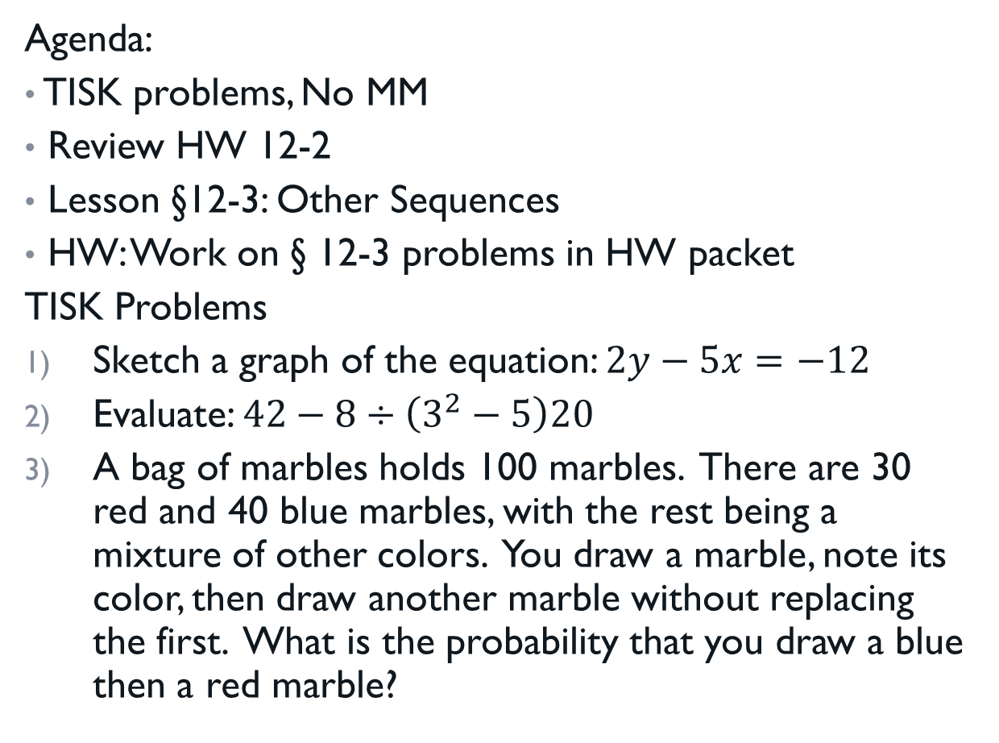 Agenda:
• TISK problems, No MM
• Review HW 12-2
• Lesson §12-3: Other Sequences
• HW: Work on § 12-3 problems in HW packet
TISK Problems
1) Sketch a graph of the equation: 2𝑦 − 5𝑥 = −12
2) Evaluate: 42 − 8 ÷ (3² − 5)20
3) A bag of marbles holds 100 marbles. There are 30
red and 40 blue marbles, with the rest being a
mixture of other colors. You draw a marble, note its
color, then draw another marble without replacing
the first. What is the probability that you draw a blue
then a red marble?